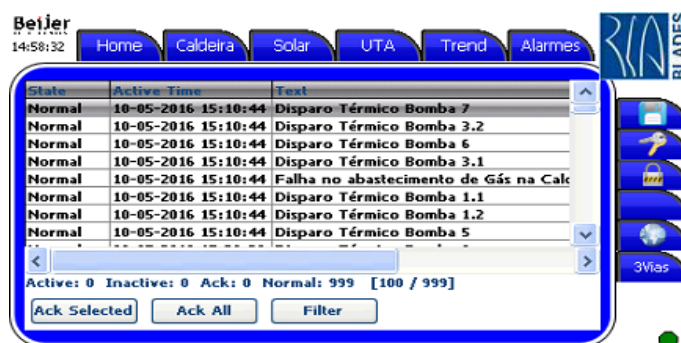 Beijer
14:58:32 Home Caldeira Solar UTA Trend Alarmes
BLADES
State Active Time Text
Normal 10-05-2016 15:10:44 Disparo Térmico Bomba 7
Normal 10-05-2016 15:10:44 Disparo Térmico Bomba 3.2
Normal 10-05-2016 15:10:44 Disparo Térmico Bomba 6
Normal 10-05-2016 15:10:44 Disparo Térmico Bomba 3.1
Normal 10-05-2016 15:10:44 Falha no abastecimento de Gás na Cald
Normal 10-05-2016 15:10:44 Disparo Térmico Bomba 1.1
Normal 10-05-2016 15:10:44 Disparo Térmico Bomba 1.2
Normal 10-05-2016 15:10:44 Disparo Térmico Bomba 5
3Vias
Active: 0 Inactive: 0 Ack: 0 Normal: 999 [100 / 999]
Ack Selected Ack All Filter